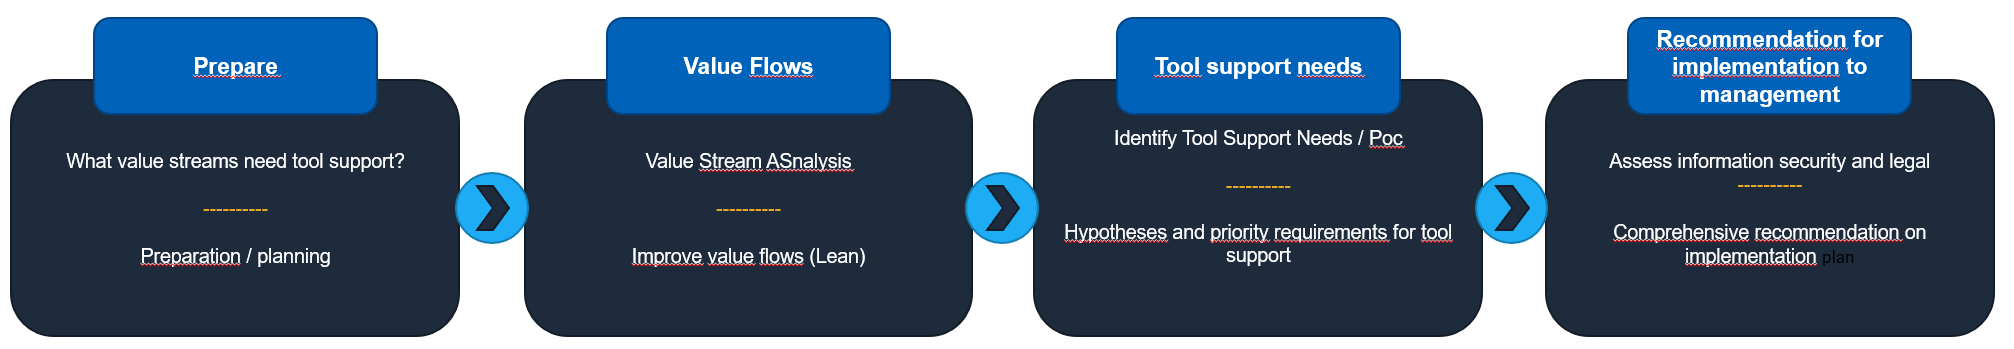 Prepare
What value streams need tool support?
----------
Preparation / planning
Value Flows
Value Stream ASnalysis
----------
Improve value flows (Lean)
Tool support needs
Identify Tool Support Needs / Poc
----------
Hypotheses and priority requirements for tool
support
Recommendation for
implementation to
management
Assess information security and legal
----------
Comprehensive recommendation on
implementation plan